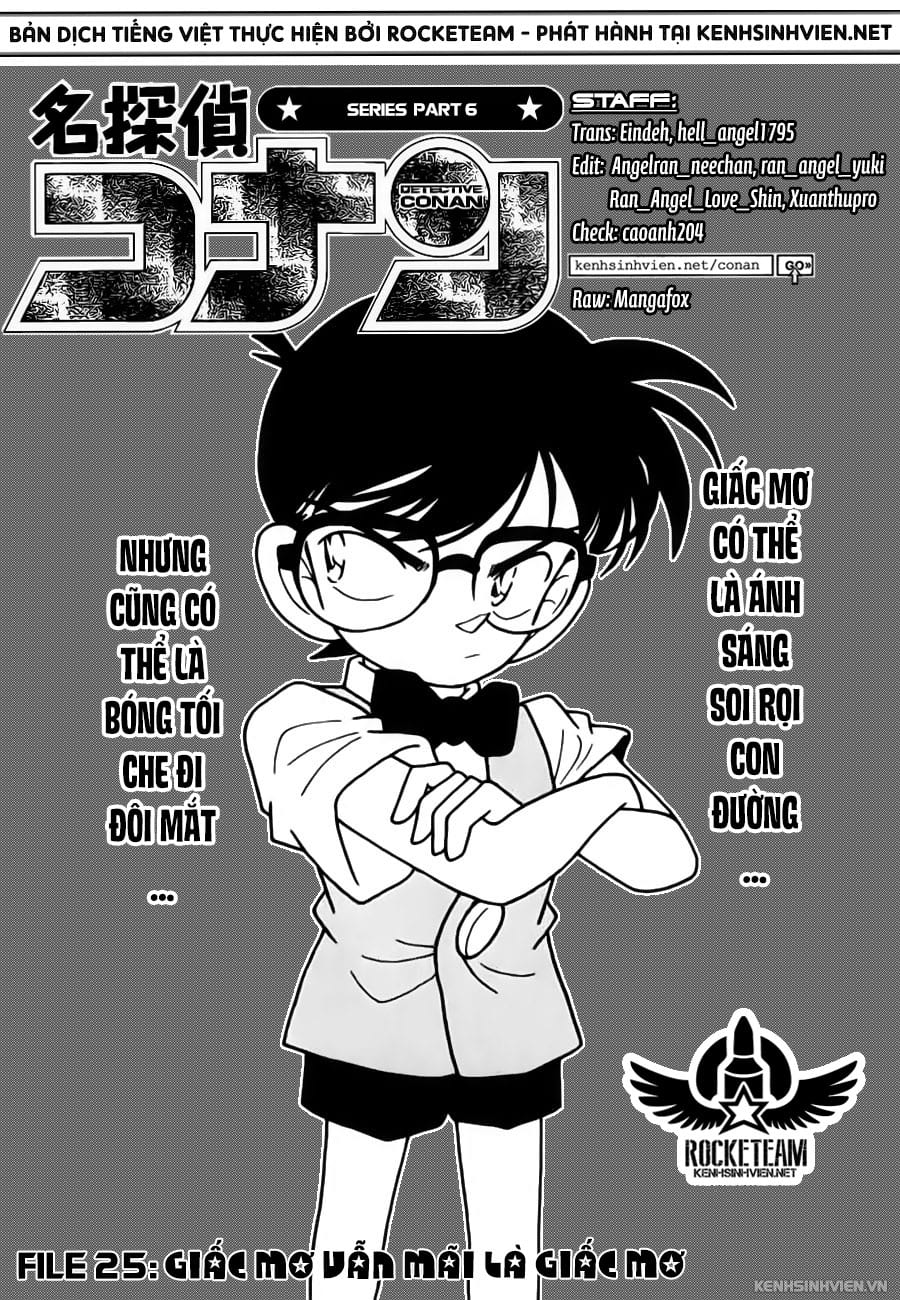 BẢN DỊCH TIẾNG VIỆT THỰC HIỆN BỞI ROCKETEAM - PHÁT HÀNH TẠI KENHSINHVIEN.NET
名探偵
コナン
DETECTIVE
CONAN
SERIES PART 6
STAFF:
Trans: Eindeh, hell_angel1795
Edit: Angelran_neechan, ran_angel_yuki
Ran_Angel_Love_Shin, Xuanthupro
Check: caoanh204
kenhsinhvien.net/conan GO»
Raw: Mangafox
GIẤC MƠ
CÓ THỂ
LÀ ÁNH
SÁNG
SOI RỌI
CON
ĐƯỜNG
...
NHƯNG
CŨNG CÓ
THỂ LÀ
BÓNG TỐI
CHE ĐI
ĐÔI MẮT
...
ROCKETEAM
KENHSINHVIEN.NET
FILE 25: GIẤC MƠ VẪN MÃI LÀ GIẤC MƠ
KENHSINHVIEN.VN